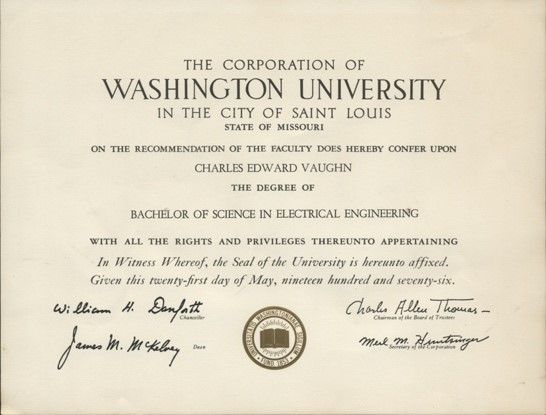 THE CORPORATION OF
WASHINGTON UNIVERSITY
IN THE CITY OF SAINT LOUIS
STATE OF MISSOURI
ON THE RECOMMENDATION OF THE FACULTY DOES HEREBY CONFER UPON
CHARLES EDWARD VAUGHN
THE DEGREE OF
BACHELOR OF SCIENCE IN ELECTRICAL ENGINEERING
WITH ALL THE RIGHTS AND PRIVILEGES THEREUNTO APPERTAINING
In Witness Whereof, the Seal of the University is hereunto affixed.
Given this twenty-first day of May, nineteen hundred and seventy-six.
William H. Danforth
Chancellor
Charles Allen Thomas
Chairman of the Board of Trustees
James M. McKelvey
Dean
Merl M. Huntsinger
Secretary of the Corporation